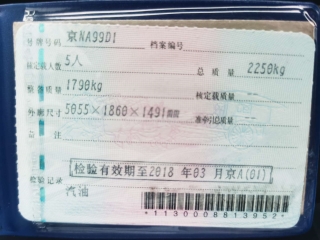 号牌号码 京NA99D1 档案编号
核定载人数 5人 总质量 2250kg
整备质量 1790kg 核定载质量 --
外廓尺寸 5055×1860×1491mm 准牵引总质量 --
备注
检验有效期至2018 年 03 月京A(01)
检验记录
汽油
*1130008813952*